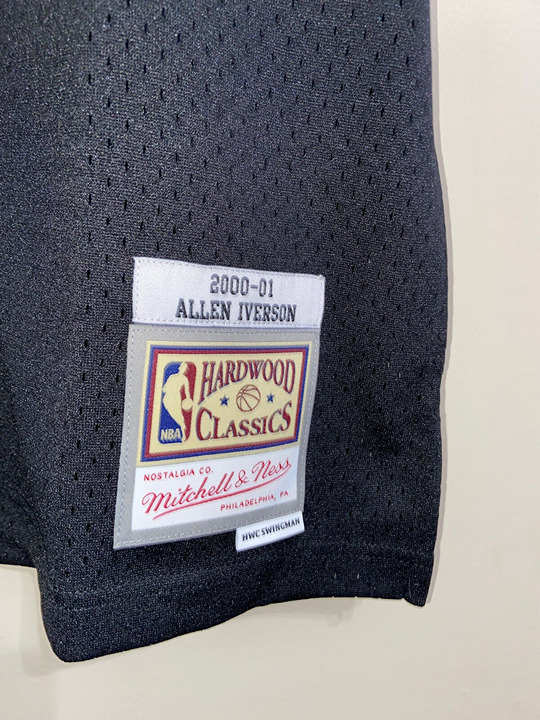 2000-01
ALLEN IVERSON
HARDWOOD
CLASSICS
NBA
NOSTALGIA CO.
Mitchell & Ness
PHILADELPHIA, PA
HWC SWINGMAN